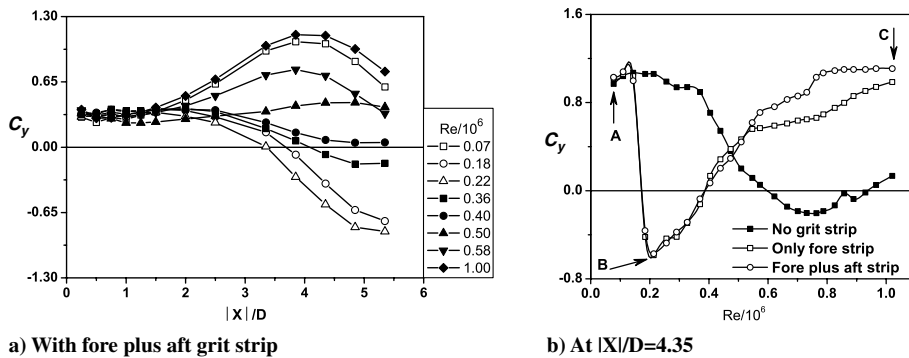 1.30
0.65
0.00
-0.65
-1.30
Cy
0 1 2 3 4 5 6
|X|/D
Re/10^6
0.07
0.18
0.22
0.36
0.40
0.50
0.58
1.00
a) With fore plus aft grit strip
1.6
0.8
0.0
-0.8
Cy
A
B
C
No grit strip
Only fore strip
Fore plus aft strip
0.0 0.2 0.4 0.6 0.8 1.0
Re/10^6
b) At |X|/D=4.35